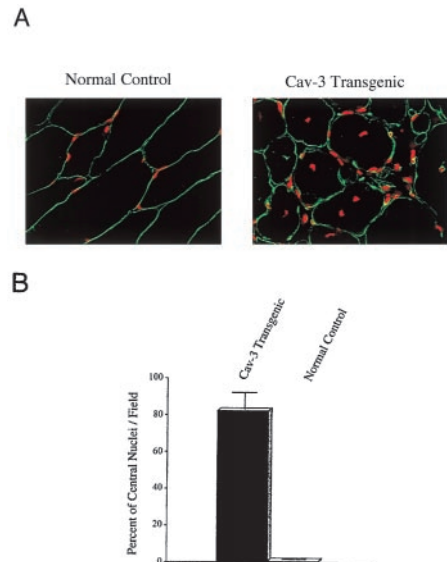 A
Normal Control
Cav-3 Transgenic
B
Cav-3 Transgenic
Normal Control
Percent of Central Nuclei / Field
100
80
60
40
20
0